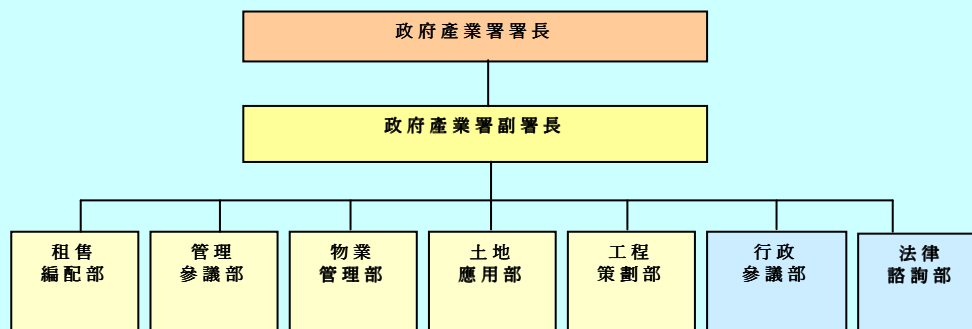 政府產業署署長
政府產業署副署長
租售
編配部
管理
參議部
物業
管理部
土地
應用部
工程
策劃部
行政
參議部
法律
諮詢部